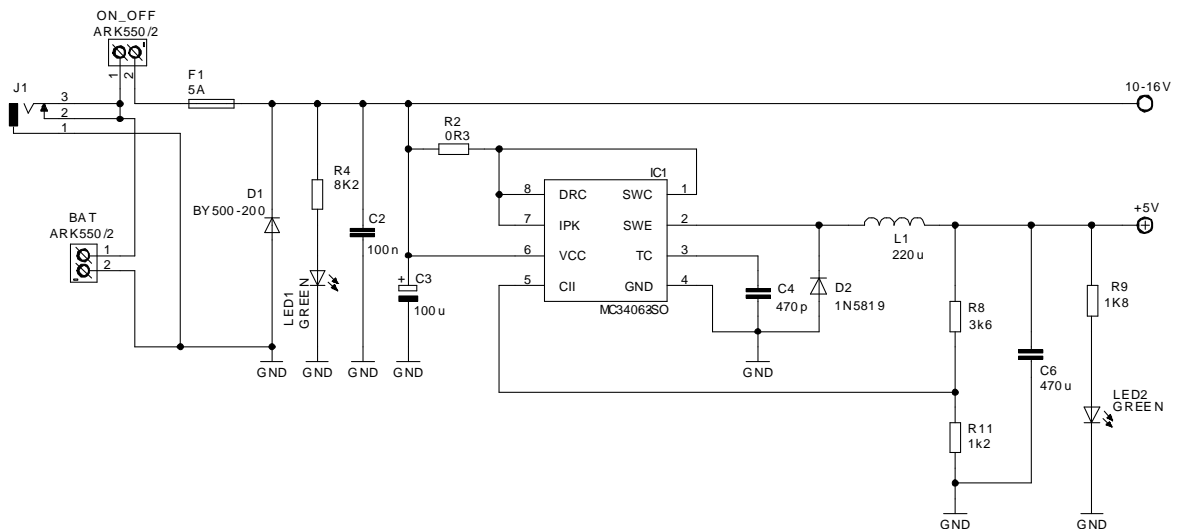 ON_OFF
ARK550/2
1
2
J1
3
2
1
F1
5A
10-16V
R2
0R3
R4
8K2
IC1
8 DRC SWC 1
7 IPK SWE 2
6 VCC TC 3
5 CII GND 4
MC34063SO
D1
BY500-200
C2
100n
BAT
ARK550/2
1
2
LED1
GREEN
+
C3
100u
+5V
L1
220u
C4
470p
D2
1N5819
R8
3k6
R9
1K8
C6
470u
GND
GND
GND
GND
GND
LED2
GREEN
R11
1k2
GND
GND